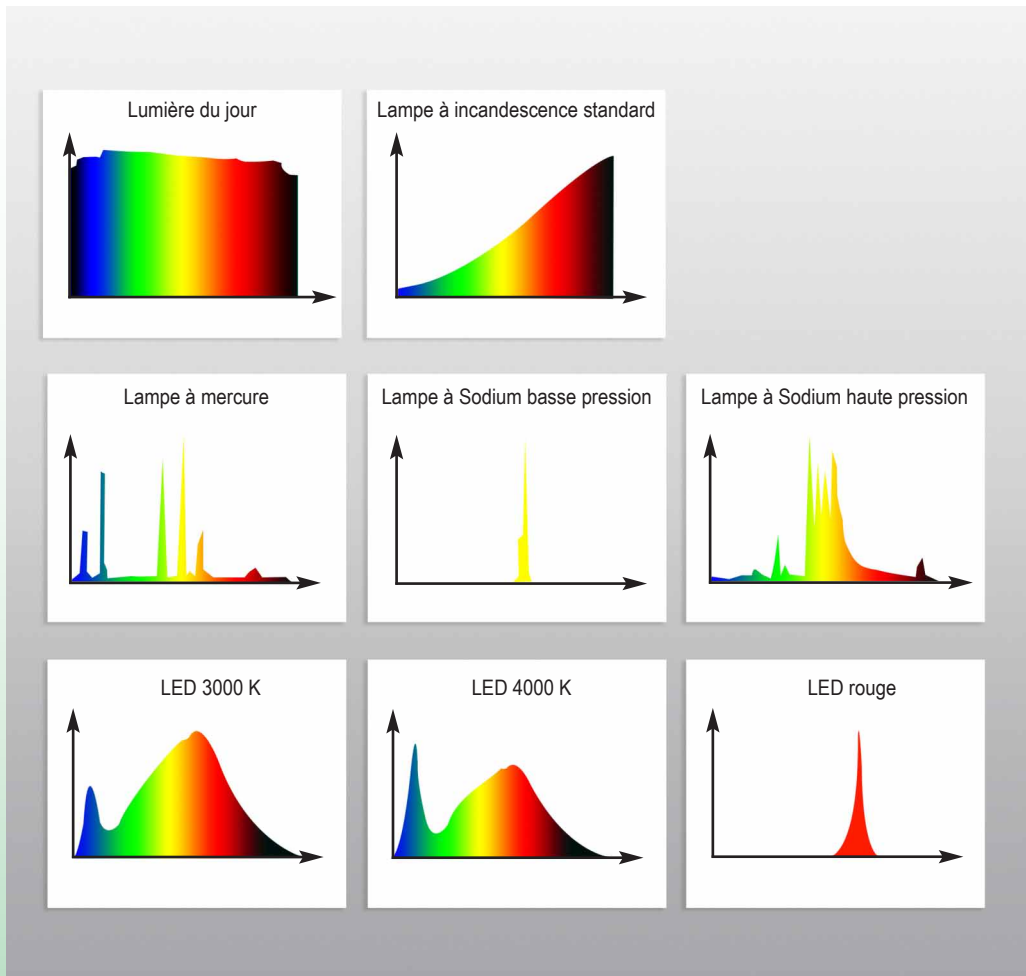 Lumière du jour
Lampe à incandescence standard
Lampe à mercure
Lampe à Sodium basse pression
Lampe à Sodium haute pression
LED 3000 K
LED 4000 K
LED rouge